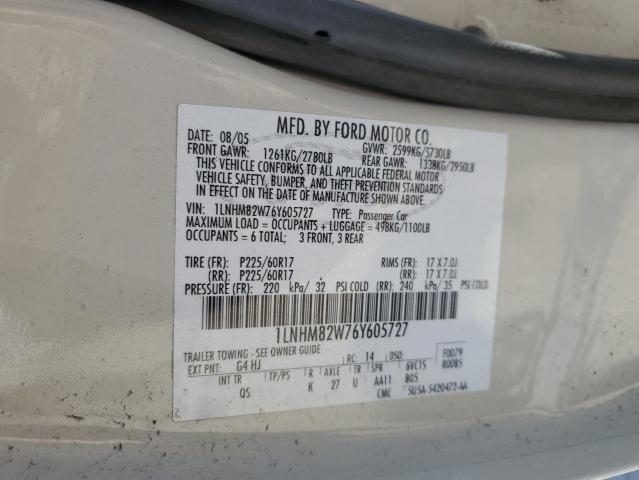 MFD. BY FORD MOTOR CO.
DATE: 08/05 GVWR: 2599KG/5730LB
FRONT GAWR: 1261KG/2780LB REAR GAWR: 1338KG/2950LB
THIS VEHICLE CONFORMS TO ALL APPLICABLE FEDERAL MOTOR
VEHICLE SAFETY, BUMPER, AND THEFT PREVENTION STANDARDS
IN EFFECT ON THE DATE OF MANUFACTURE SHOWN ABOVE.
VIN: 1LNHM82W76Y605727 TYPE: Passenger Car
MAXIMUM LOAD = OCCUPANTS + LUGGAGE = 498KG/1100LB
OCCUPANTS = 6 TOTAL; 3 FRONT, 3 REAR
TIRE (FR): P225/60R17 RIMS (FR): 17 X 7.0J
(RR): P225/60R17 (RR): 17 X 7.0J
PRESSURE (FR): 220 kPa/ 32 PSI COLD (RR): 240 kPa/ 35 PSI COLD
1LNHM82W76Y605727
TRAILER TOWING - SEE OWNER GUIDE
EXT PNT: G4 HJ RC: 14 DSO: F0079
INT TR TP/PS R AXLE TR SPR 6VC15 R0085
QS K 27 U AA11 B05
CMC 5U5A-5420472-AA